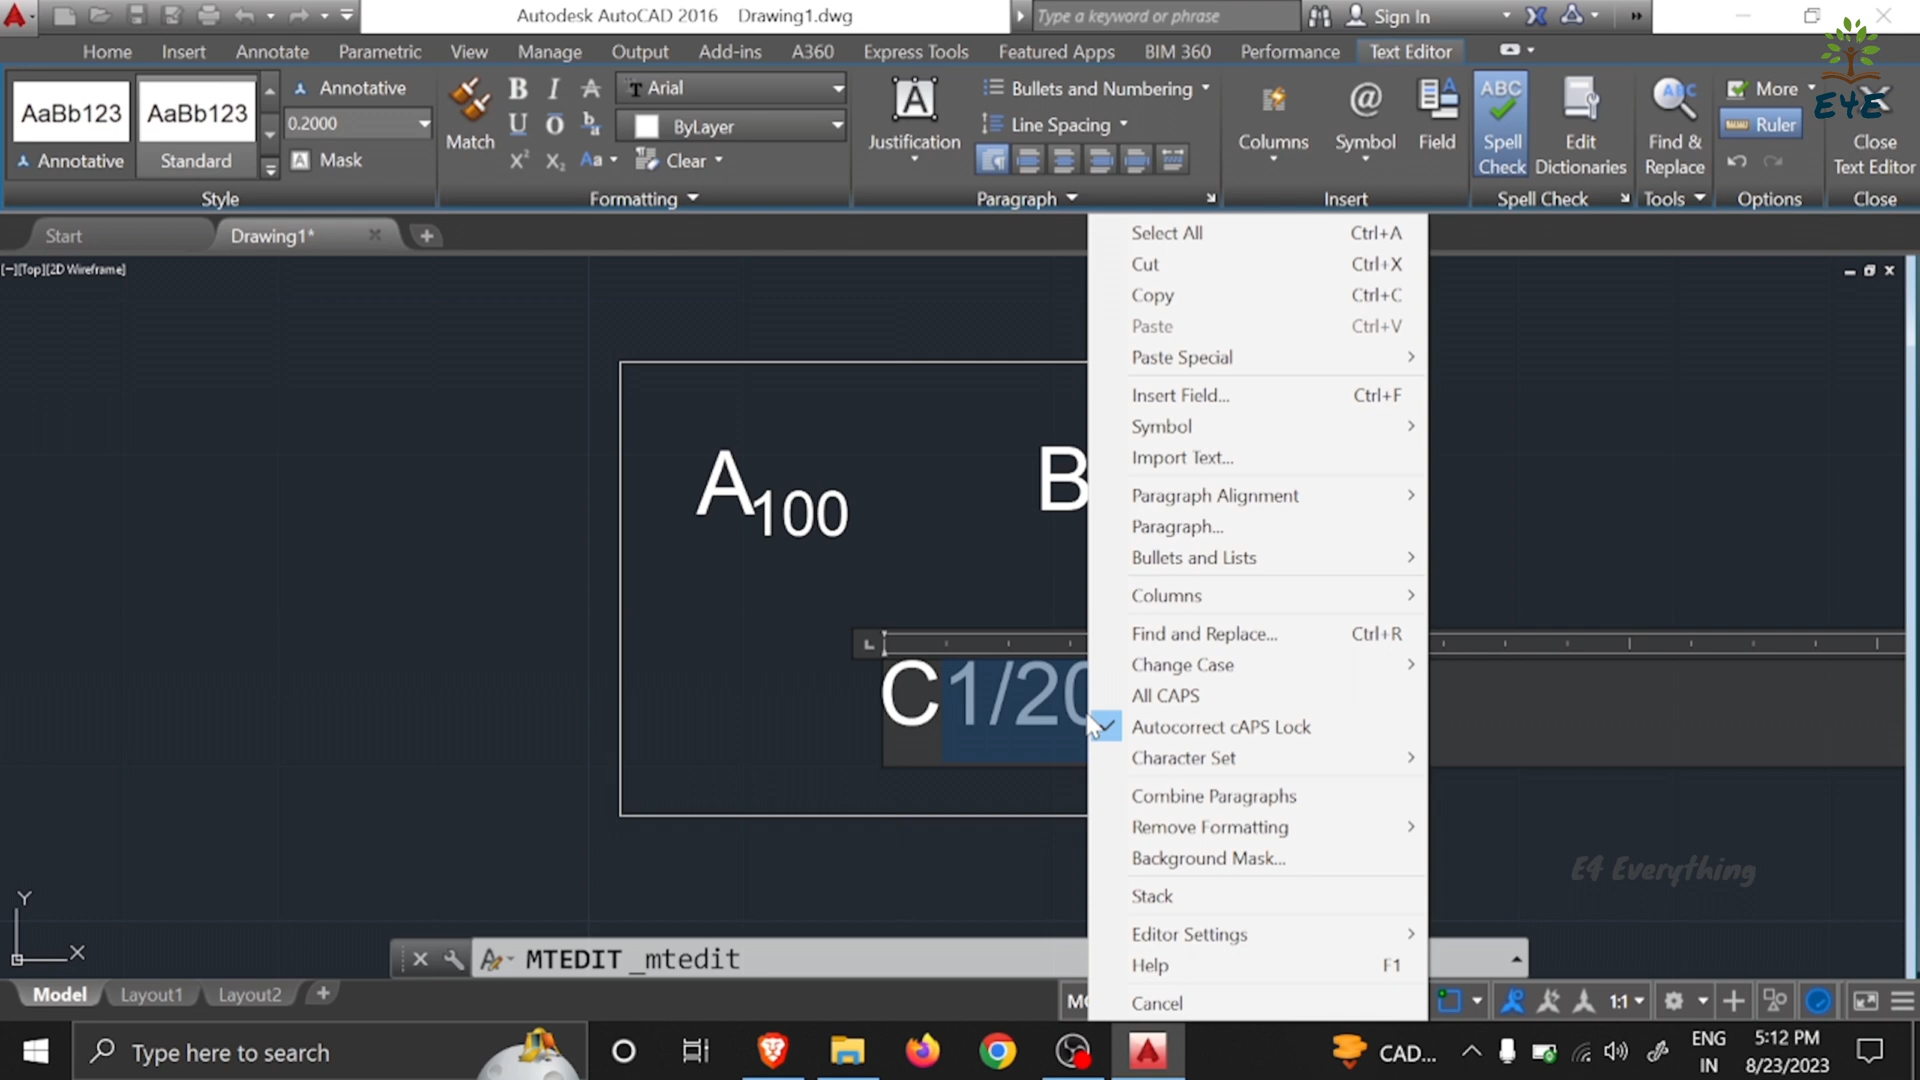 Autodesk AutoCAD 2016 Drawing1.dwg
Type a keyword or phrase
Sign In
Home Insert Annotate Parametric View Manage Output Add-ins A360 Express Tools Featured Apps BIM 360 Performance Text Editor
E4E
AaBb123 AaBb123
Annotative Standard
Annotative
0.2000
Mask
Style
Match
Arial
ByLayer
Clear
Formatting
Justification
Bullets and Numbering
Line Spacing
Paragraph
Columns Symbol Field
Insert
ABC
Spell
Check
Edit
Dictionaries
Spell Check
ABC
Find &
Replace
Tools
More
Ruler
Options
Close
Text Editor
Close
Start Drawing1*
[−][Top][2D Wireframe]
Select All Ctrl+A
Cut Ctrl+X
Copy Ctrl+C
Paste Ctrl+V
Paste Special
Insert Field... Ctrl+F
Symbol
Import Text...
Paragraph Alignment
Paragraph...
Bullets and Lists
Columns
Find and Replace... Ctrl+R
Change Case
All CAPS
Autocorrect cAPS Lock
Character Set
Combine Paragraphs
Remove Formatting
Background Mask...
Stack
Editor Settings
Help F1
Cancel
A100 B
C1/20
E4 Everything
Y
X
MTEDIT _mtedit
Model Layout1 Layout2
1:1
Type here to search
CAD...
ENG
IN
5:12 PM
8/23/2023